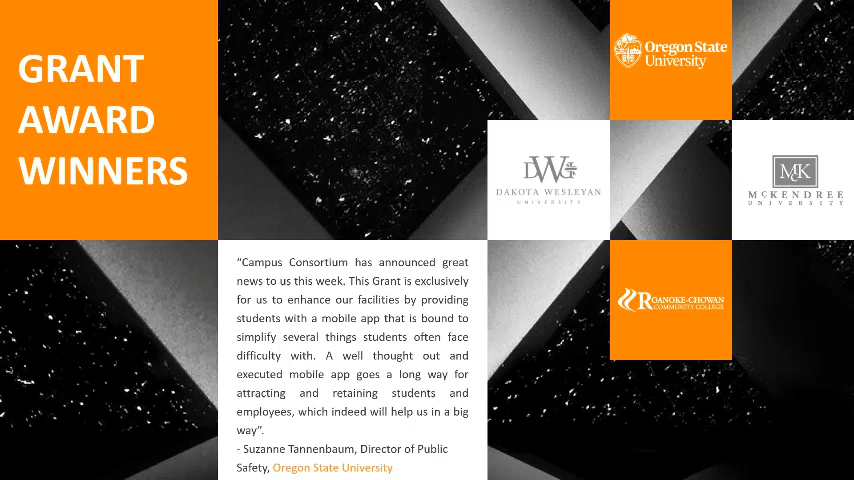 GRANT
AWARD
WINNERS
Oregon State
University
DWU
DAKOTA WESLEYAN
UNIVERSITY
McK
McKENDREE
UNIVERSITY
ROANOKE-CHOWAN
COMMUNITY COLLEGE
“Campus Consortium has announced great
news to us this week. This Grant is exclusively
for us to enhance our facilities by providing
students with a mobile app that is bound to
simplify several things students often face
difficulty with. A well thought out and
executed mobile app goes a long way for
attracting and retaining students and
employees, which indeed will help us in a big
way”.
- Suzanne Tannenbaum, Director of Public
Safety, Oregon State University